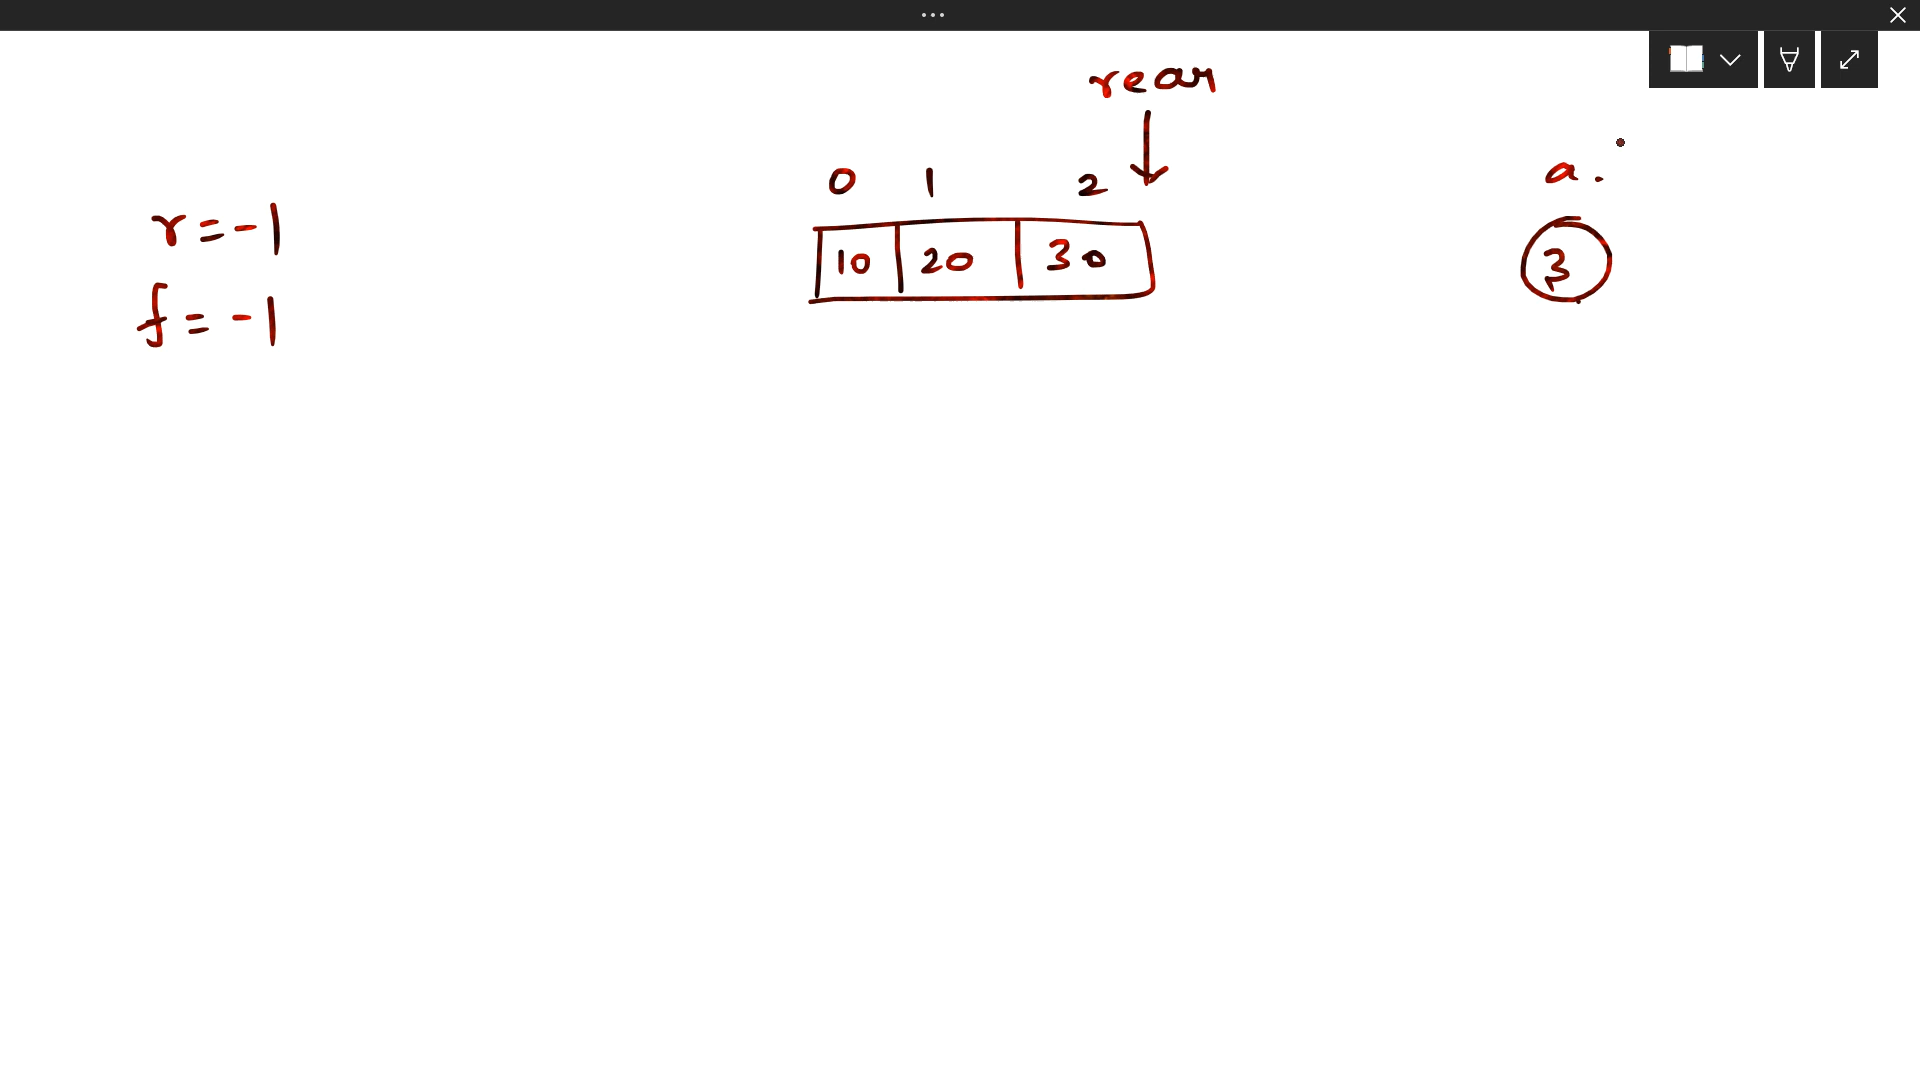 rear
0 1 2
a.
r = -1
10 20 30
3
f = -1